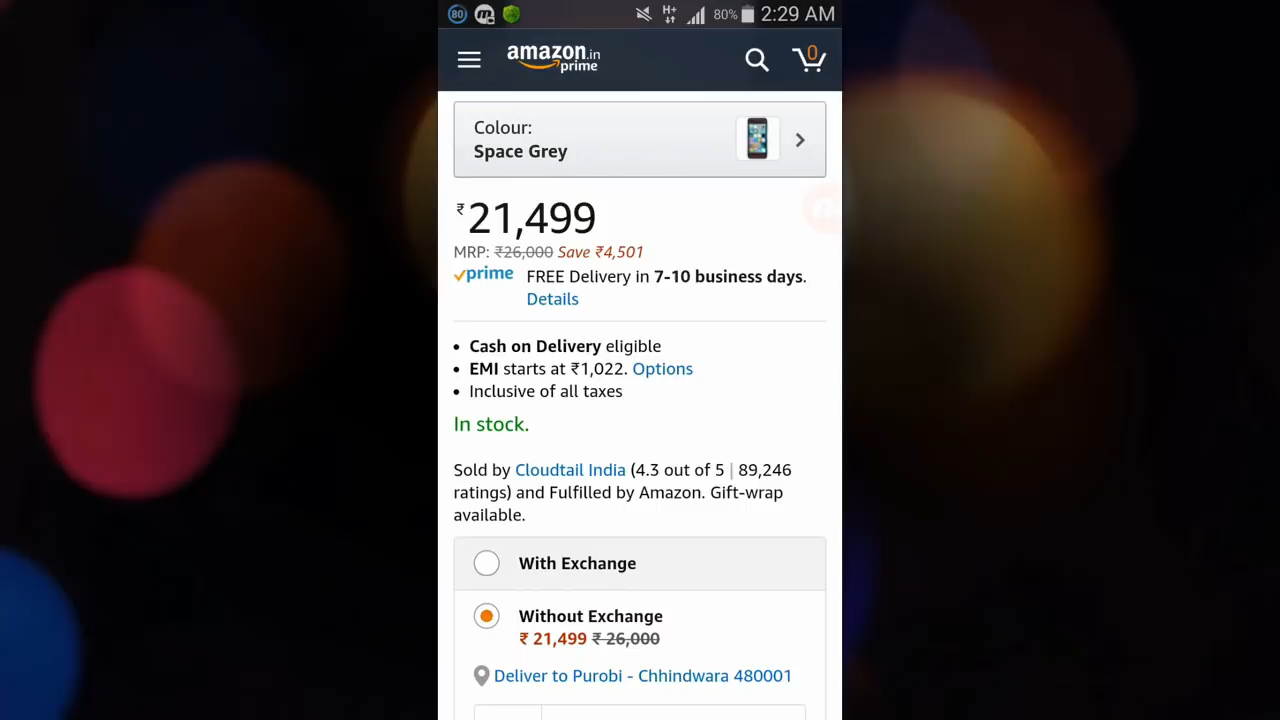 80 H+ 80% 2:29 AM
amazon.in
prime
0
Colour:
Space Grey
₹21,499
MRP: ₹26,000 Save ₹4,501
prime FREE Delivery in 7-10 business days.
Details
• Cash on Delivery eligible
• EMI starts at ₹1,022. Options
• Inclusive of all taxes
In stock.
Sold by Cloudtail India (4.3 out of 5 | 89,246
ratings) and Fulfilled by Amazon. Gift-wrap
available.
With Exchange
Without Exchange
₹ 21,499 ₹ 26,000
Deliver to Purobi - Chhindwara 480001